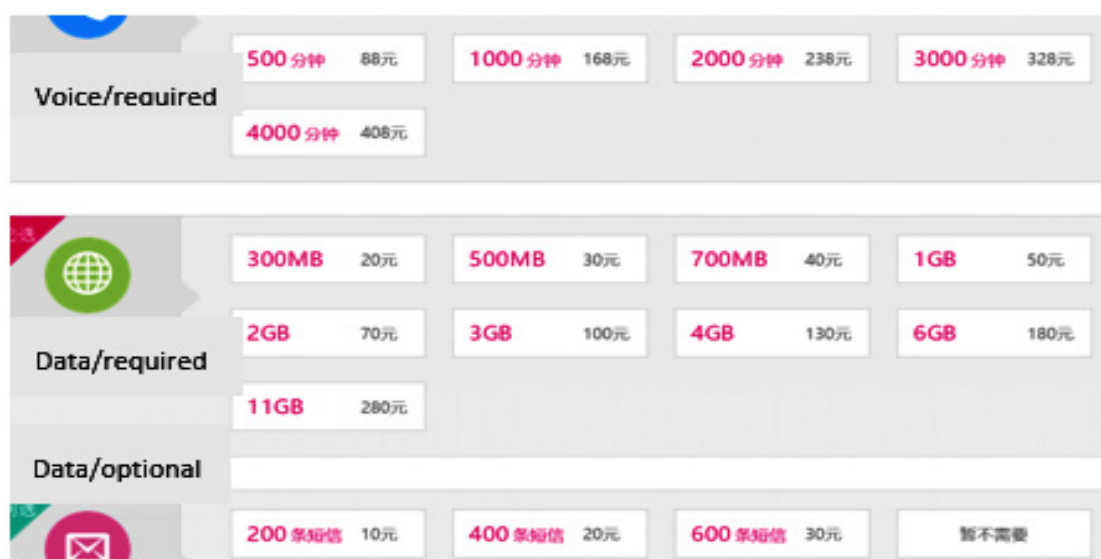 500分钟 88元 1000分钟 168元 2000分钟 238元 3000分钟 328元
Voice/required
4000分钟 408元
300MB 20元 500MB 30元 700MB 40元 1GB 50元
2GB 70元 3GB 100元 4GB 130元 6GB 180元
Data/required
11GB 280元
Data/optional
200条短信 10元 400条短信 20元 600条短信 30元 暂不需要